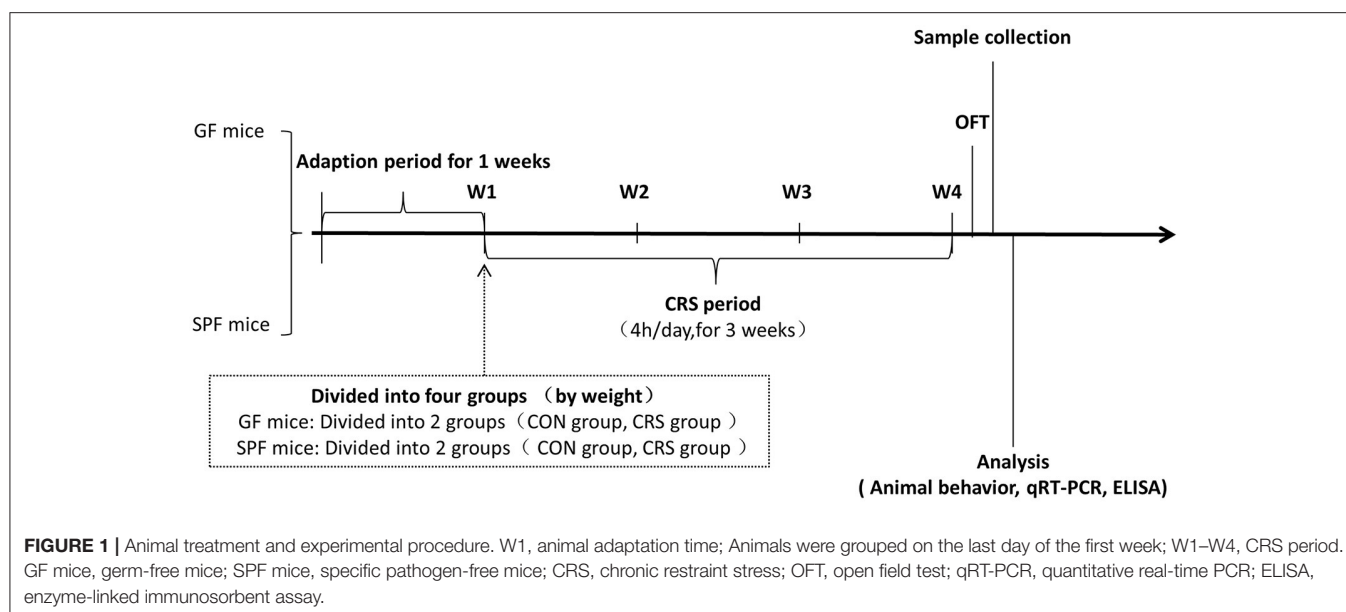 Sample collection
GF mice
OFT
Adaption period for 1 weeks
W1
W2
W3
W4
SPF mice
CRS period
（4h/day,for 3 weeks）
Divided into four groups （by weight）
GF mice: Divided into 2 groups（CON group, CRS group ）
SPF mice: Divided into 2 groups（ CON group, CRS group ）
Analysis
( Animal behavior, qRT-PCR, ELISA)
FIGURE 1 | Animal treatment and experimental procedure. W1, animal adaptation time; Animals were grouped on the last day of the first week; W1–W4, CRS period.
GF mice, germ-free mice; SPF mice, specific pathogen-free mice; CRS, chronic restraint stress; OFT, open field test; qRT-PCR, quantitative real-time PCR; ELISA,
enzyme-linked immunosorbent assay.